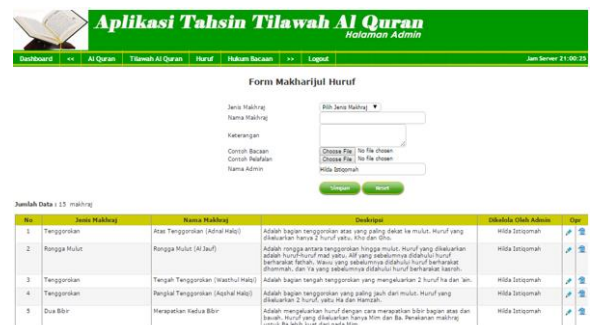 Aplikasi Tahsin Tilawah Al Quran
Halaman Admin
Dashboard << Al Quran Tilawah Al Quran Huruf Hukum Bacaan >> Logout Jam Server 21:00:25
Form Makharijul Huruf
Jenis Makhraj Pilih Jenis Makhraj
Nama Makhraj
Keterangan
Contoh Bacaan Choose File No file chosen
Contoh Pelafalan Choose File No file chosen
Nama Admin Hilda Istiqomah
Simpan Reset
Jumlah Data : 15 makhraj
No Jenis Makhraj Nama Makhraj Deskripsi Dikelola Oleh Admin Opr
1 Tenggorokan Atas Tenggorokan (Adnal Halqi) Adalah bagian tenggorokan atas yang paling dekat ke mulut. Huruf yang
dikeluarkan hanya 2 huruf yaitu, Kho dan Gho. Hilda Istiqomah
2 Rongga Mulut Rongga Mulut (Al Jauf) Adalah rongga antara tenggorokan hingga mulut. Huruf yang dikeluarkan
adalah huruf-huruf mad yaitu, Alif yang sebelumnya didahului huruf
berharakat fathah, Wawu yang sebelumnya didahului huruf berharakat
dhommah, dan Ya yang sebelumnya didahului huruf berharakat kasroh. Hilda Istiqomah
3 Tenggorokan Tengah Tenggorokan (Wasthul Halqi) Adalah bagian tengah tenggorokan yang mengeluarkan 2 huruf ha dan 'ain. Hilda Istiqomah
4 Tenggorokan Pangkal Tenggorokan (Aqshal Halqi) Adalah bagian tenggorokan yang paling jauh dari mulut. Huruf yang
dikeluarkan 2 huruf, yaitu Ha dan Hamzah. Hilda Istiqomah
5 Dua Bibir Merapatkan Kedua Bibir Adalah mengeluarkan huruf dengan cara merapatkan bibir bagian atas dan
bawah. Huruf yang dikeluarkan hanya Mim dan Ba. Penekanan makhraj
untuk Ba lebih kuat dari pada Mim. Hilda Istiqomah